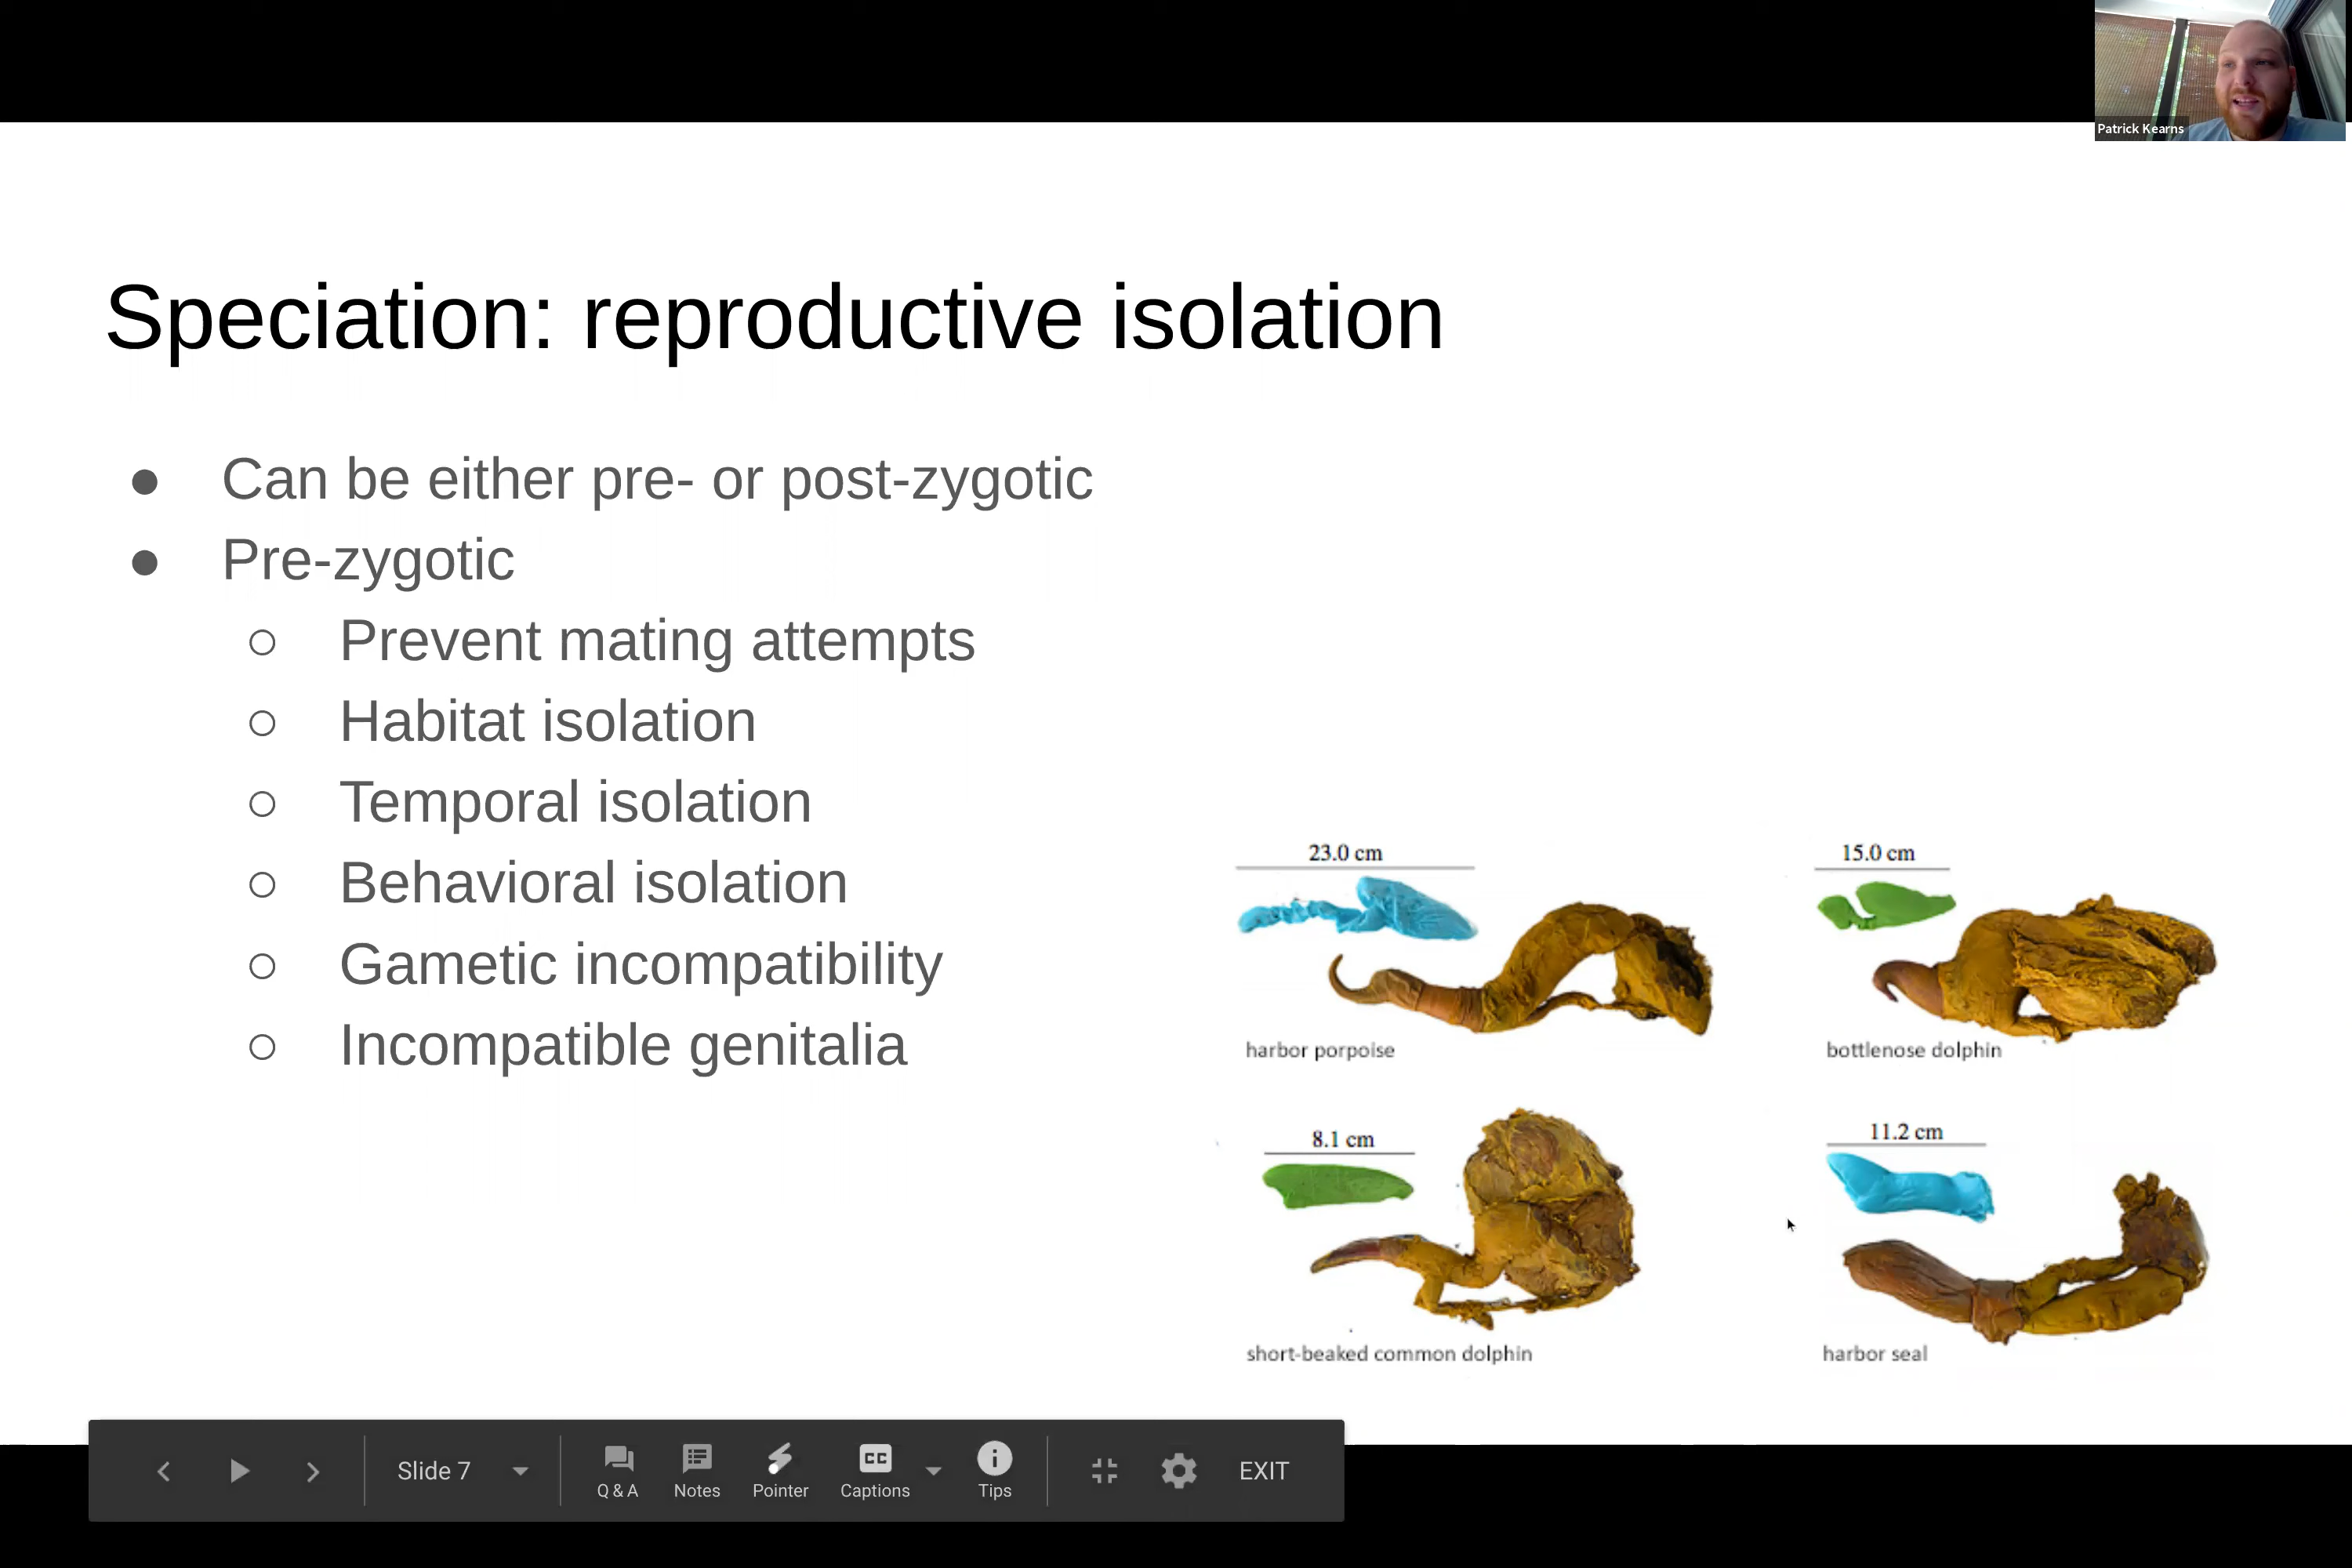 Patrick Kearns
Speciation: reproductive isolation
● Can be either pre- or post-zygotic
● Pre-zygotic
○ Prevent mating attempts
○ Habitat isolation
○ Temporal isolation
○ Behavioral isolation
○ Gametic incompatibility
○ Incompatible genitalia
23.0 cm
harbor porpoise
15.0 cm
bottlenose dolphin
8.1 cm
short-beaked common dolphin
11.2 cm
harbor seal
Slide 7
Q & A
Notes
Pointer
CC
Captions
Tips
EXIT